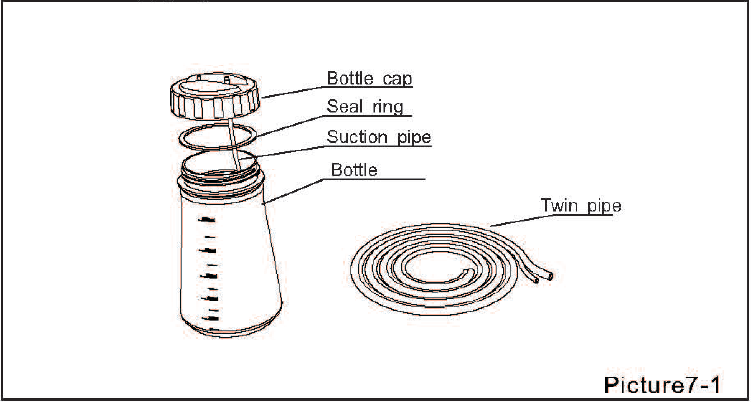 Bottle cap
Seal ring
Suction pipe
Bottle
Twin pipe
Picture7-1